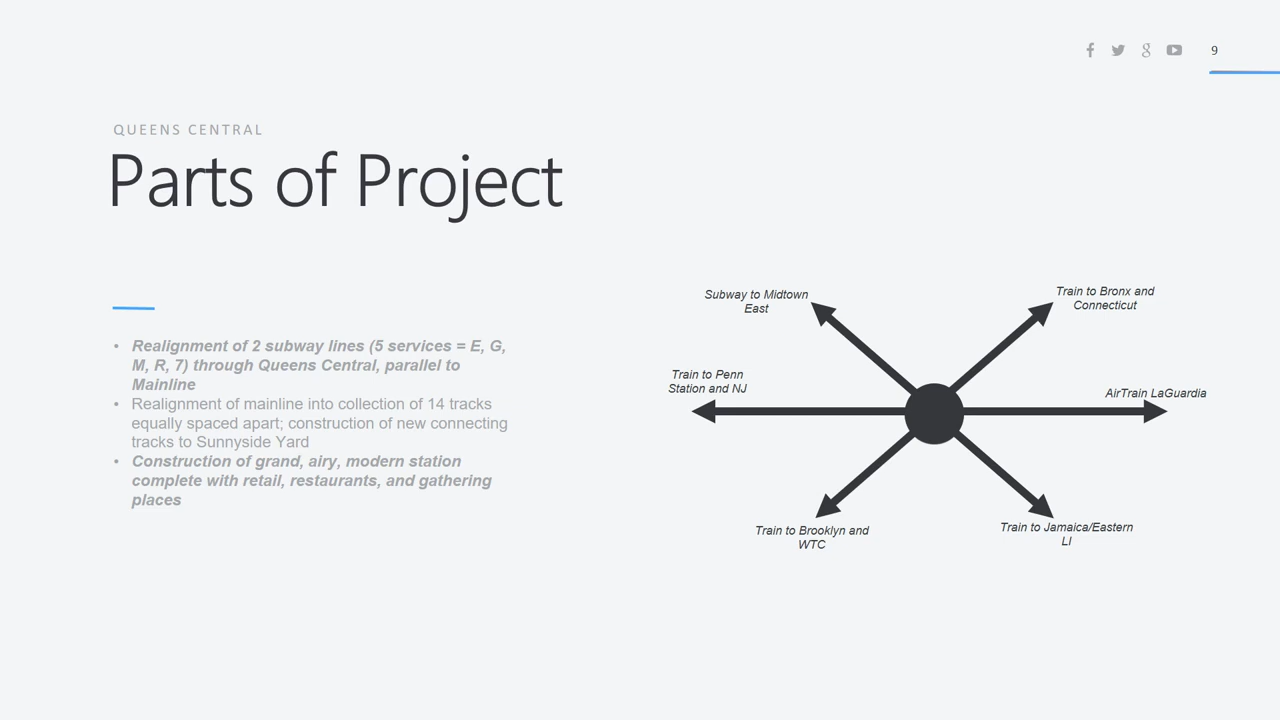 9
QUEENS CENTRAL
Parts of Project
• Realignment of 2 subway lines (5 services = E, G,
M, R, 7) through Queens Central, parallel to
Mainline
• Realignment of mainline into collection of 14 tracks
equally spaced apart; construction of new connecting
tracks to Sunnyside Yard
• Construction of grand, airy, modern station
complete with retail, restaurants, and gathering
places
Subway to Midtown
East
Train to Bronx and
Connecticut
Train to Penn
Station and NJ
AirTrain LaGuardia
Train to Brooklyn and
WTC
Train to Jamaica/Eastern
LI